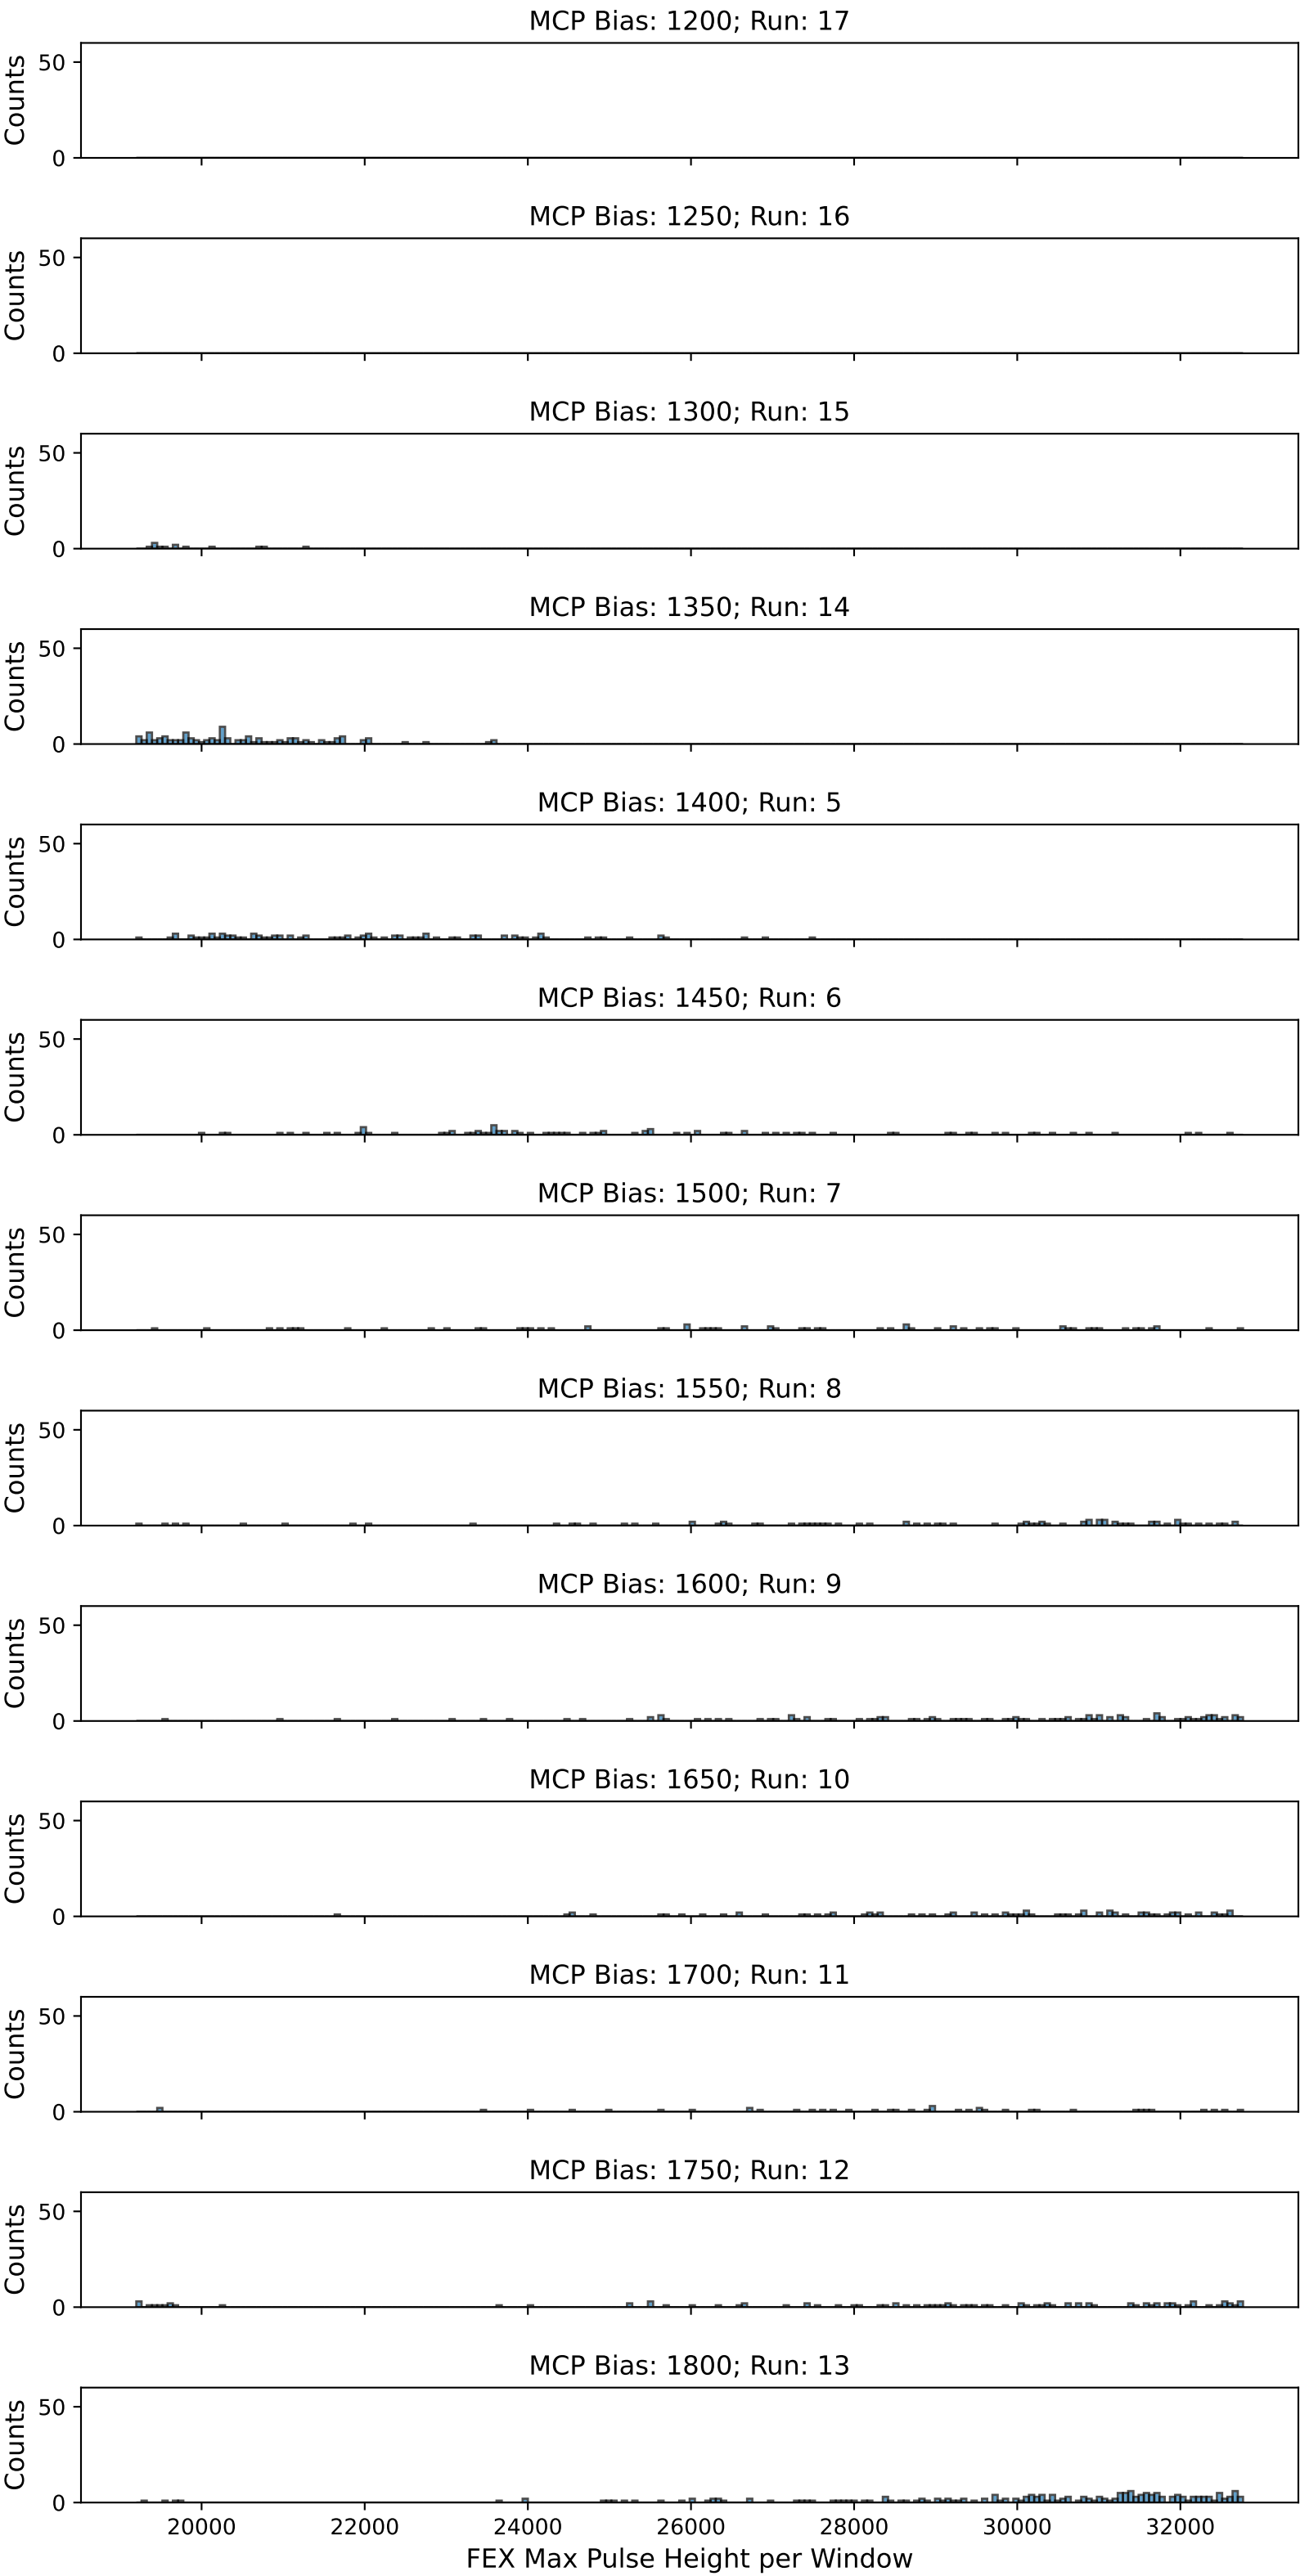 MCP Bias: 1200; Run: 17
50
Counts
0
MCP Bias: 1250; Run: 16
50
Counts
0
MCP Bias: 1300; Run: 15
50
Counts
0
MCP Bias: 1350; Run: 14
50
Counts
0
MCP Bias: 1400; Run: 5
50
Counts
0
MCP Bias: 1450; Run: 6
50
Counts
0
MCP Bias: 1500; Run: 7
50
Counts
0
MCP Bias: 1550; Run: 8
50
Counts
0
MCP Bias: 1600; Run: 9
50
Counts
0
MCP Bias: 1650; Run: 10
50
Counts
0
MCP Bias: 1700; Run: 11
50
Counts
0
MCP Bias: 1750; Run: 12
50
Counts
0
MCP Bias: 1800; Run: 13
50
Counts
0
20000 22000 24000 26000 28000 30000 32000
FEX Max Pulse Height per Window